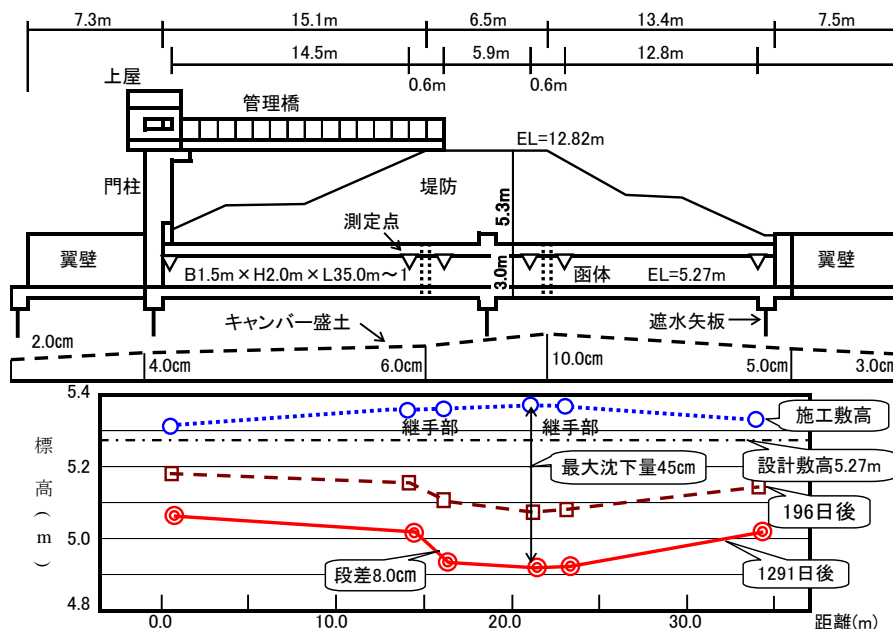 7.3m 15.1m 6.5m 13.4m 7.5m
14.5m 5.9m 12.8m
0.6m 0.6m
上屋
管理橋
EL=12.82m
門柱
堤防
5.3m
測定点
翼壁
B1.5m×H2.0m×L35.0m～1
3.0m
函体
EL=5.27m
翼壁
キャンバー盛土
遮水矢板
2.0cm
4.0cm 6.0cm 10.0cm 5.0cm 3.0cm
5.4
施工敷高
継手部 継手部
標高(m)
設計敷高5.27m
5.2
最大沈下量45cm
196日後
5.0
段差8.0cm
1291日後
4.8
0.0 10.0 20.0 30.0 距離(m)